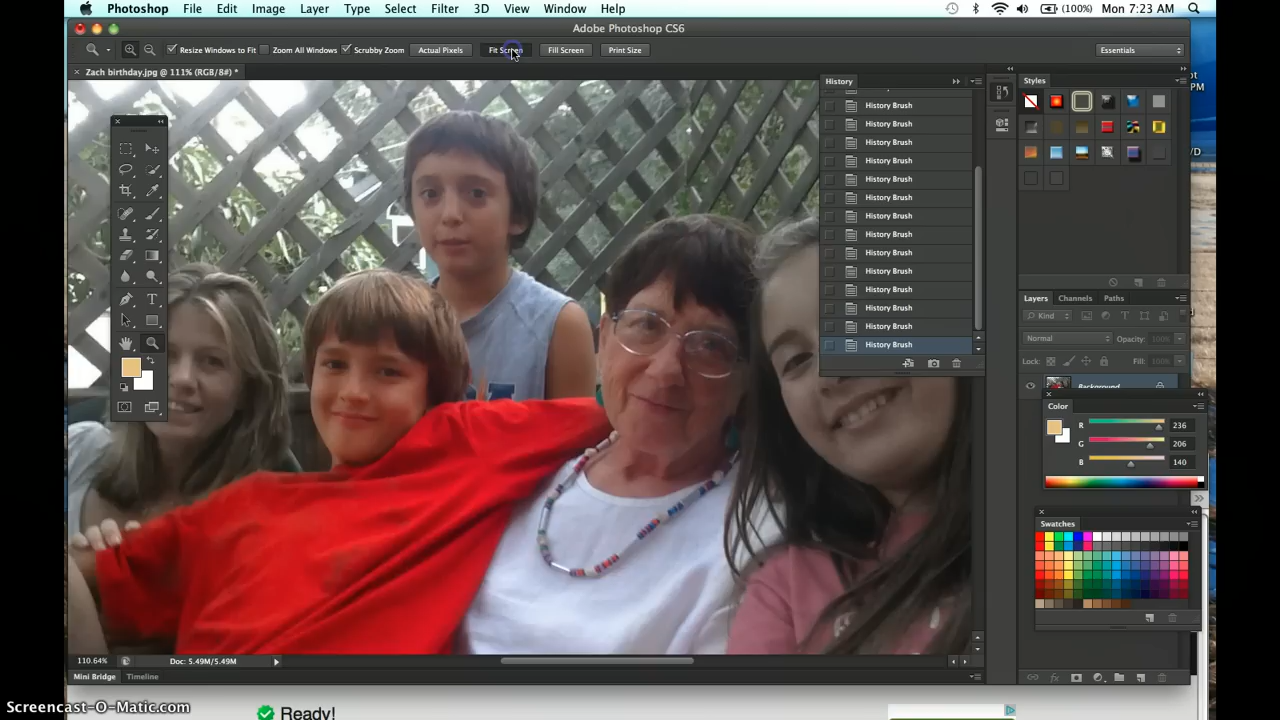 Photoshop File Edit Image Layer Type Select Filter 3D View Window Help (100%) Mon 7:23 AM
Adobe Photoshop CS6
Resize Windows to Fit Zoom All Windows Scrubby Zoom Actual Pixels Fit Screen Fill Screen Print Size Essentials
× Zach birthday.jpg @ 111% (RGB/8#) *
History
History Brush
History Brush
History Brush
History Brush
History Brush
History Brush
History Brush
History Brush
History Brush
History Brush
History Brush
History Brush
History Brush
History Brush
Styles
PM
Layers Channels Paths
Kind
Normal Opacity: 100%
Lock: Fill: 100%
Background
Color
R 236
G 206
B 140
Swatches
110.64% Doc: 5.49M/5.49M
Mini Bridge Timeline
Screencast-O-Matic.com
Ready!